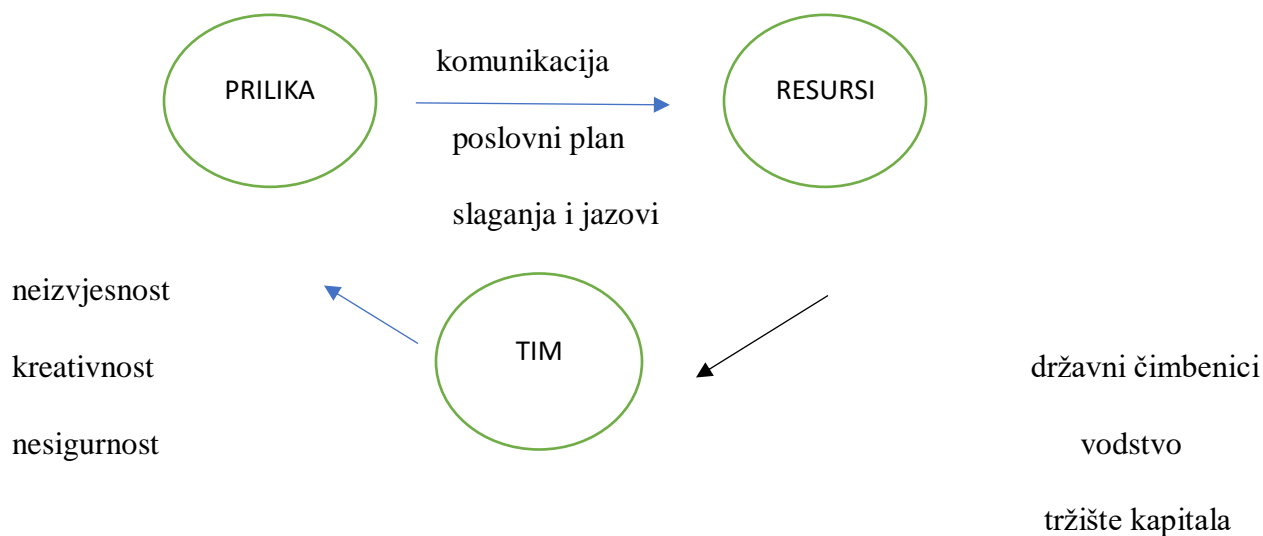 komunikacija
PRILIKA
RESURSI
poslovni plan
slaganja i jazovi
neizvjesnost
TIM
kreativnost
državni čimbenici
nesigurnost
vodstvo
tržište kapitala